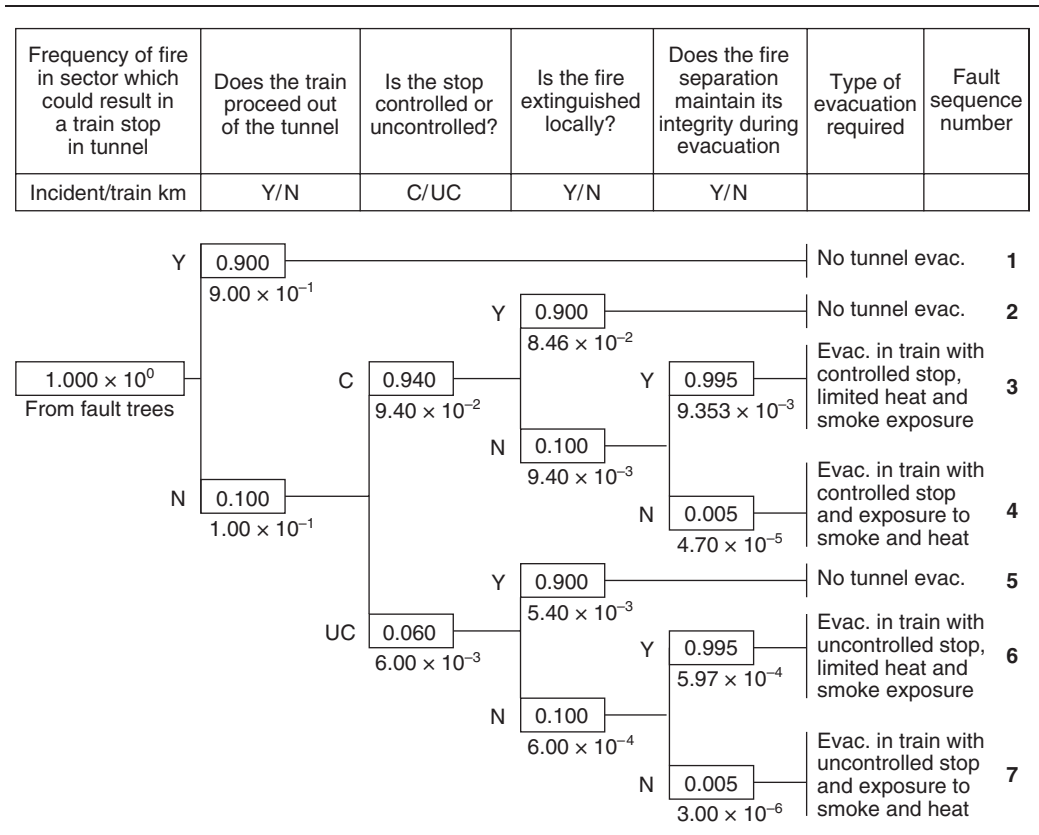 Frequency of fire
in sector which
could result in
a train stop
in tunnel
Does the train
proceed out
of the tunnel
Is the stop
controlled or
uncontrolled?
Is the fire
extinguished
locally?
Does the fire
separation
maintain its
integrity during
evacuation
Type of
evacuation
required
Fault
sequence
number
Incident/train km
Y/N
C/UC
Y/N
Y/N
Y
0.900
9.00 × 10⁻¹
No tunnel evac.
1
Y
0.900
8.46 × 10⁻²
No tunnel evac.
2
1.000 × 10⁰
From fault trees
C
0.940
9.40 × 10⁻²
Y
0.995
9.353 × 10⁻³
Evac. in train with
controlled stop,
limited heat and
smoke exposure
3
N
0.100
9.40 × 10⁻³
N
0.100
1.00 × 10⁻¹
N
0.005
4.70 × 10⁻⁵
Evac. in train with
controlled stop
and exposure to
smoke and heat
4
Y
0.900
5.40 × 10⁻³
No tunnel evac.
5
UC
0.060
6.00 × 10⁻³
Y
0.995
5.97 × 10⁻⁴
Evac. in train with
uncontrolled stop,
limited heat and
smoke exposure
6
N
0.100
6.00 × 10⁻⁴
N
0.005
3.00 × 10⁻⁶
Evac. in train with
uncontrolled stop
and exposure to
smoke and heat
7